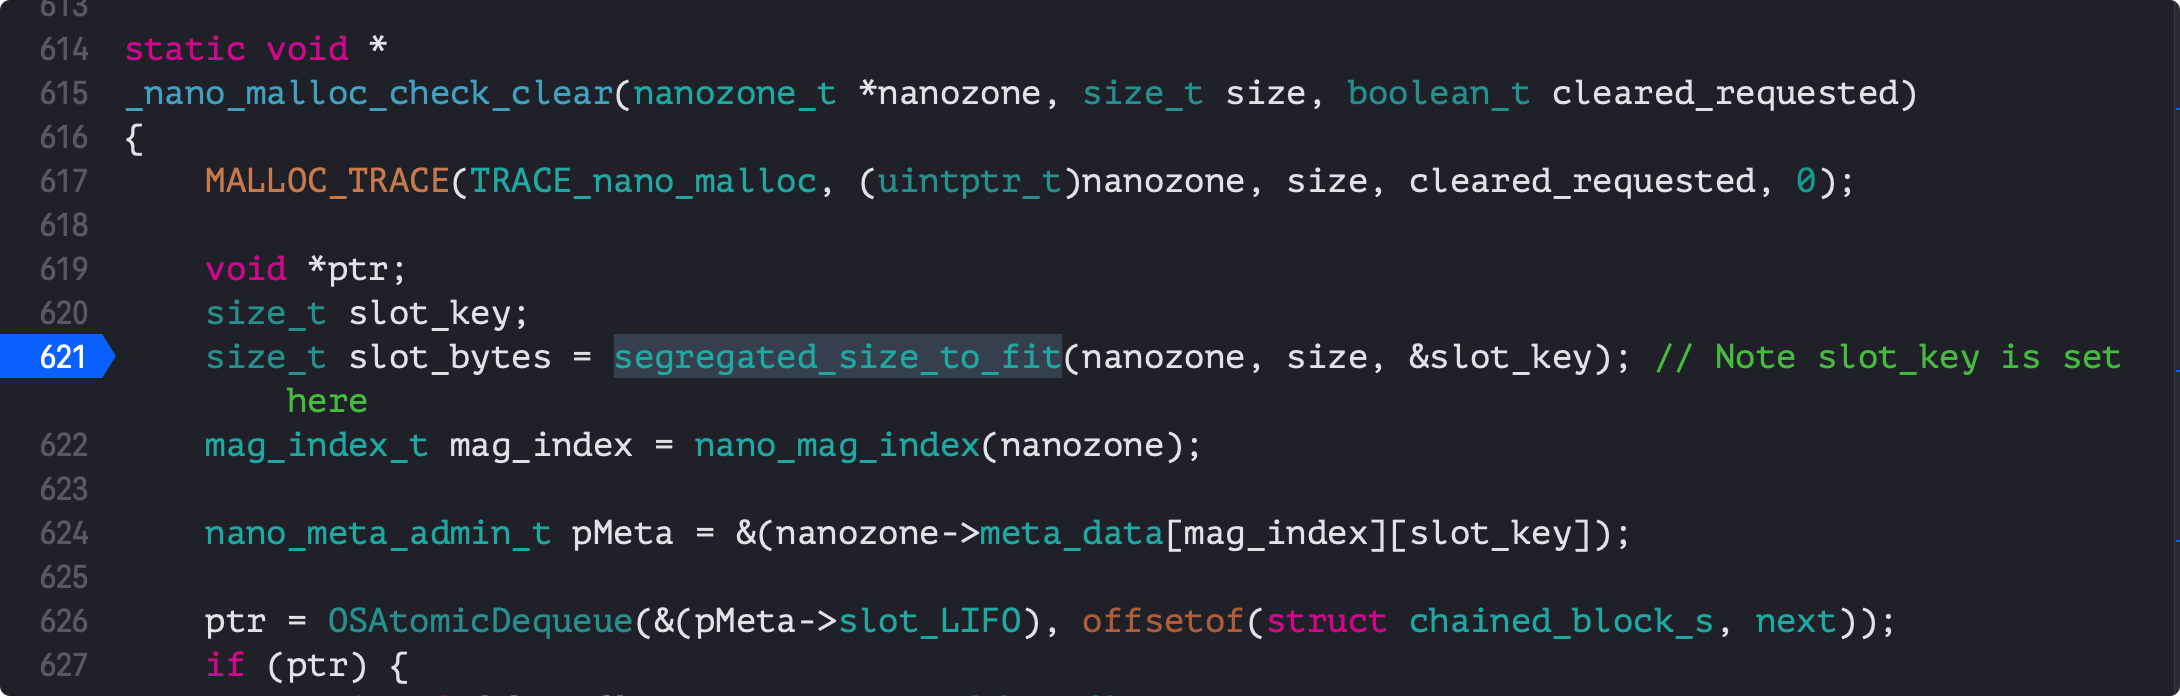 613
614 static void *
615 _nano_malloc_check_clear(nanozone_t *nanozone, size_t size, boolean_t cleared_requested)
616 {
617     MALLOC_TRACE(TRACE_nano_malloc, (uintptr_t)nanozone, size, cleared_requested, 0);
618
619     void *ptr;
620     size_t slot_key;
621     size_t slot_bytes = segregated_size_to_fit(nanozone, size, &slot_key); // Note slot_key is set
here
622     mag_index_t mag_index = nano_mag_index(nanozone);
623
624     nano_meta_admin_t pMeta = &(nanozone->meta_data[mag_index][slot_key]);
625
626     ptr = OSAtomicDequeue(&(pMeta->slot_LIFO), offsetof(struct chained_block_s, next));
627     if (ptr) {